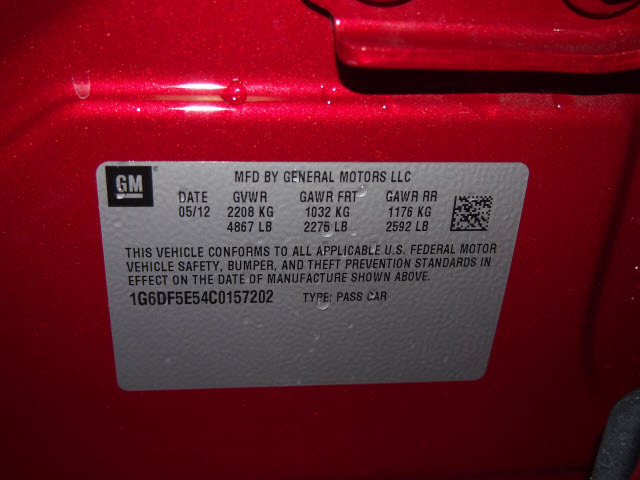 GM
MFD BY GENERAL MOTORS LLC
DATE GVWR GAWR FRT GAWR RR
05/12 2208 KG 1032 KG 1176 KG
4867 LB 2275 LB 2592 LB
THIS VEHICLE CONFORMS TO ALL APPLICABLE U.S. FEDERAL MOTOR
VEHICLE SAFETY, BUMPER, AND THEFT PREVENTION STANDARDS IN
EFFECT ON THE DATE OF MANUFACTURE SHOWN ABOVE.
1G6DF5E54C0157202 TYPE: PASS CAR